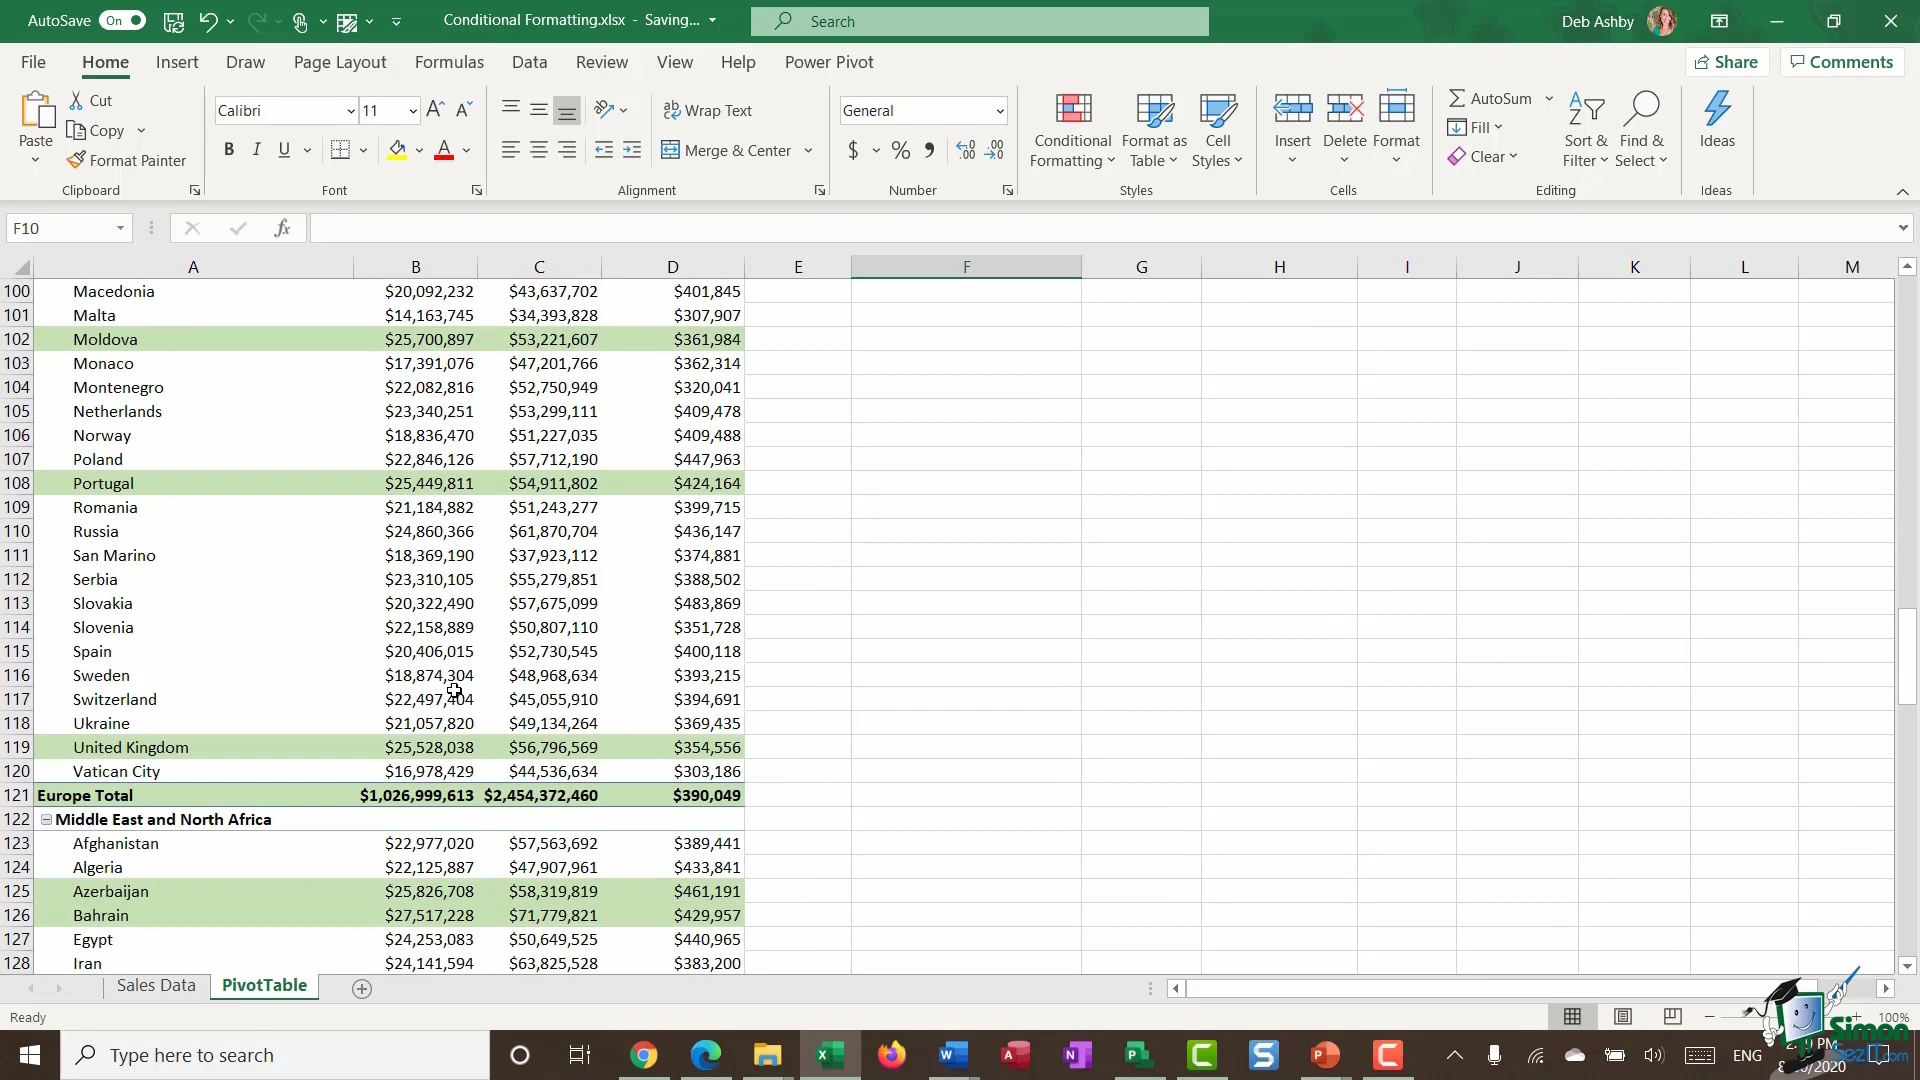 AutoSave On Conditional Formatting.xlsx - Saving... Search Deb Ashby
File Home Insert Draw Page Layout Formulas Data Review View Help Power Pivot Share Comments
Paste Cut Copy Format Painter Clipboard
Calibri 11 B I U A Font
ab Wrap Text Merge & Center Alignment
General $ % Number
Conditional Formatting Format as Table Cell Styles Styles
Insert Delete Format Cells
AutoSum Fill Clear Sort & Filter Find & Select Editing
Ideas Ideas
F10 fx
A B C D E F G H I J K L M
100 Macedonia $20,092,232 $43,637,702 $401,845
101 Malta $14,163,745 $34,393,828 $307,907
102 Moldova $25,700,897 $53,221,607 $361,984
103 Monaco $17,391,076 $47,201,766 $362,314
104 Montenegro $22,082,816 $52,750,949 $320,041
105 Netherlands $23,340,251 $53,299,111 $409,478
106 Norway $18,836,470 $51,227,035 $409,488
107 Poland $22,846,126 $57,712,190 $447,963
108 Portugal $25,449,811 $54,911,802 $424,164
109 Romania $21,184,882 $51,243,277 $399,715
110 Russia $24,860,366 $61,870,704 $436,147
111 San Marino $18,369,190 $37,923,112 $374,881
112 Serbia $23,310,105 $55,279,851 $388,502
113 Slovakia $20,322,490 $57,675,099 $483,869
114 Slovenia $22,158,889 $50,807,110 $351,728
115 Spain $20,406,015 $52,730,545 $400,118
116 Sweden $18,874,304 $48,968,634 $393,215
117 Switzerland $22,497,404 $45,055,910 $394,691
118 Ukraine $21,057,820 $49,134,264 $369,435
119 United Kingdom $25,528,038 $56,796,569 $354,556
120 Vatican City $16,978,429 $44,536,634 $303,186
121 Europe Total $1,026,999,613 $2,454,372,460 $390,049
122 Middle East and North Africa
123 Afghanistan $22,977,020 $57,563,692 $389,441
124 Algeria $22,125,887 $47,907,961 $433,841
125 Azerbaijan $25,826,708 $58,319,819 $461,191
126 Bahrain $27,517,228 $71,779,821 $429,957
127 Egypt $24,253,083 $50,649,525 $440,965
128 Iran $24,141,594 $63,825,528 $383,200
Sales Data PivotTable
Ready 100%
Type here to search ENG
Simon SezIT.com